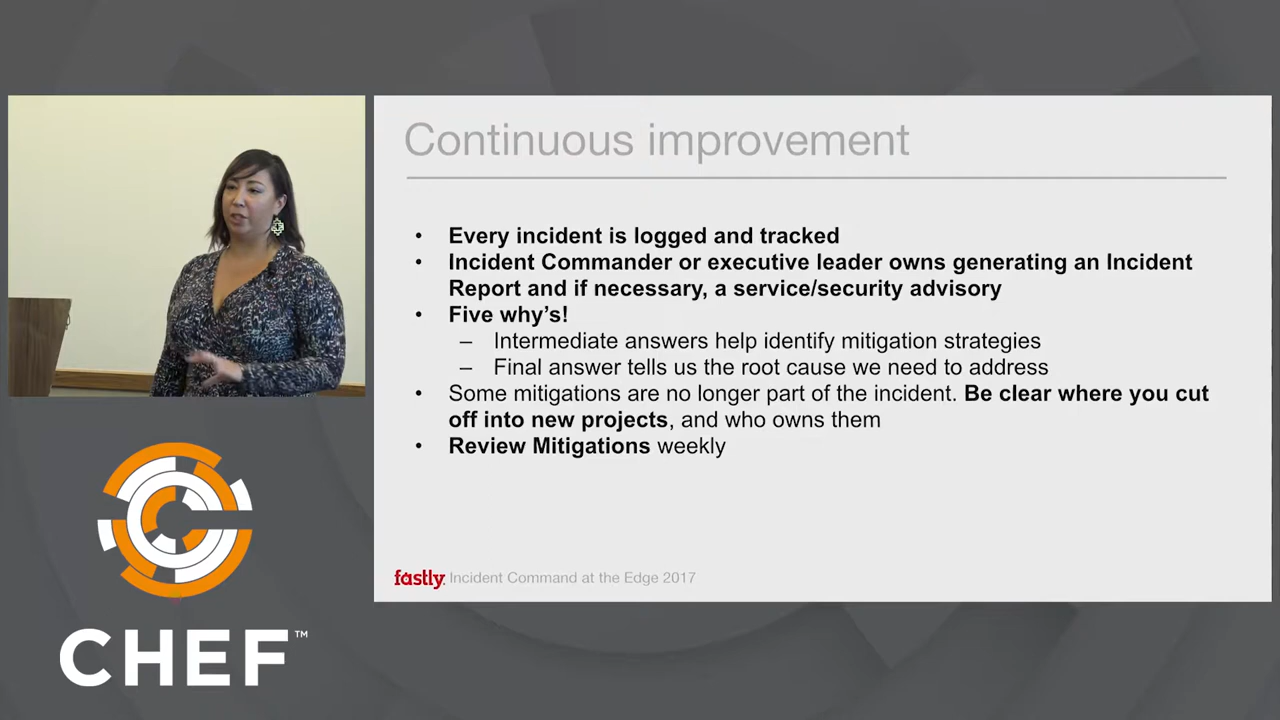 Continuous improvement
• Every incident is logged and tracked
• Incident Commander or executive leader owns generating an Incident
Report and if necessary, a service/security advisory
• Five why's!
– Intermediate answers help identify mitigation strategies
– Final answer tells us the root cause we need to address
• Some mitigations are no longer part of the incident. Be clear where you cut
off into new projects, and who owns them
• Review Mitigations weekly
fastly. Incident Command at the Edge 2017
CHEF™